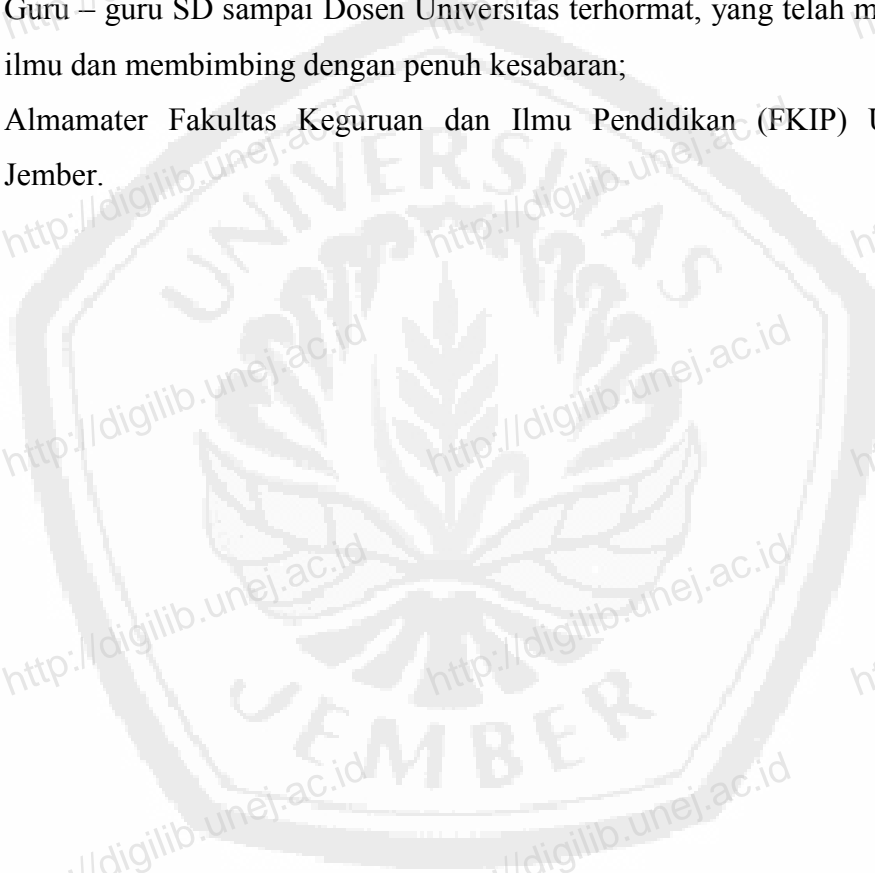 Guru – guru SD sampai Dosen Universitas terhormat, yang telah m
ilmu dan membimbing dengan penuh kesabaran;
Almamater Fakultas Keguruan dan Ilmu Pendidikan (FKIP) U
Jember.
UNIVERSITAS
JEMBER
http://digilib.unej.ac.id
http://digilib.unej.ac.id
http://digilib.unej.ac.id
http://digilib.unej.ac.id
http://digilib.unej.ac.id
http://digilib.unej.ac.id
//digilib.unej.ac.id
//digilib.unej.ac.id